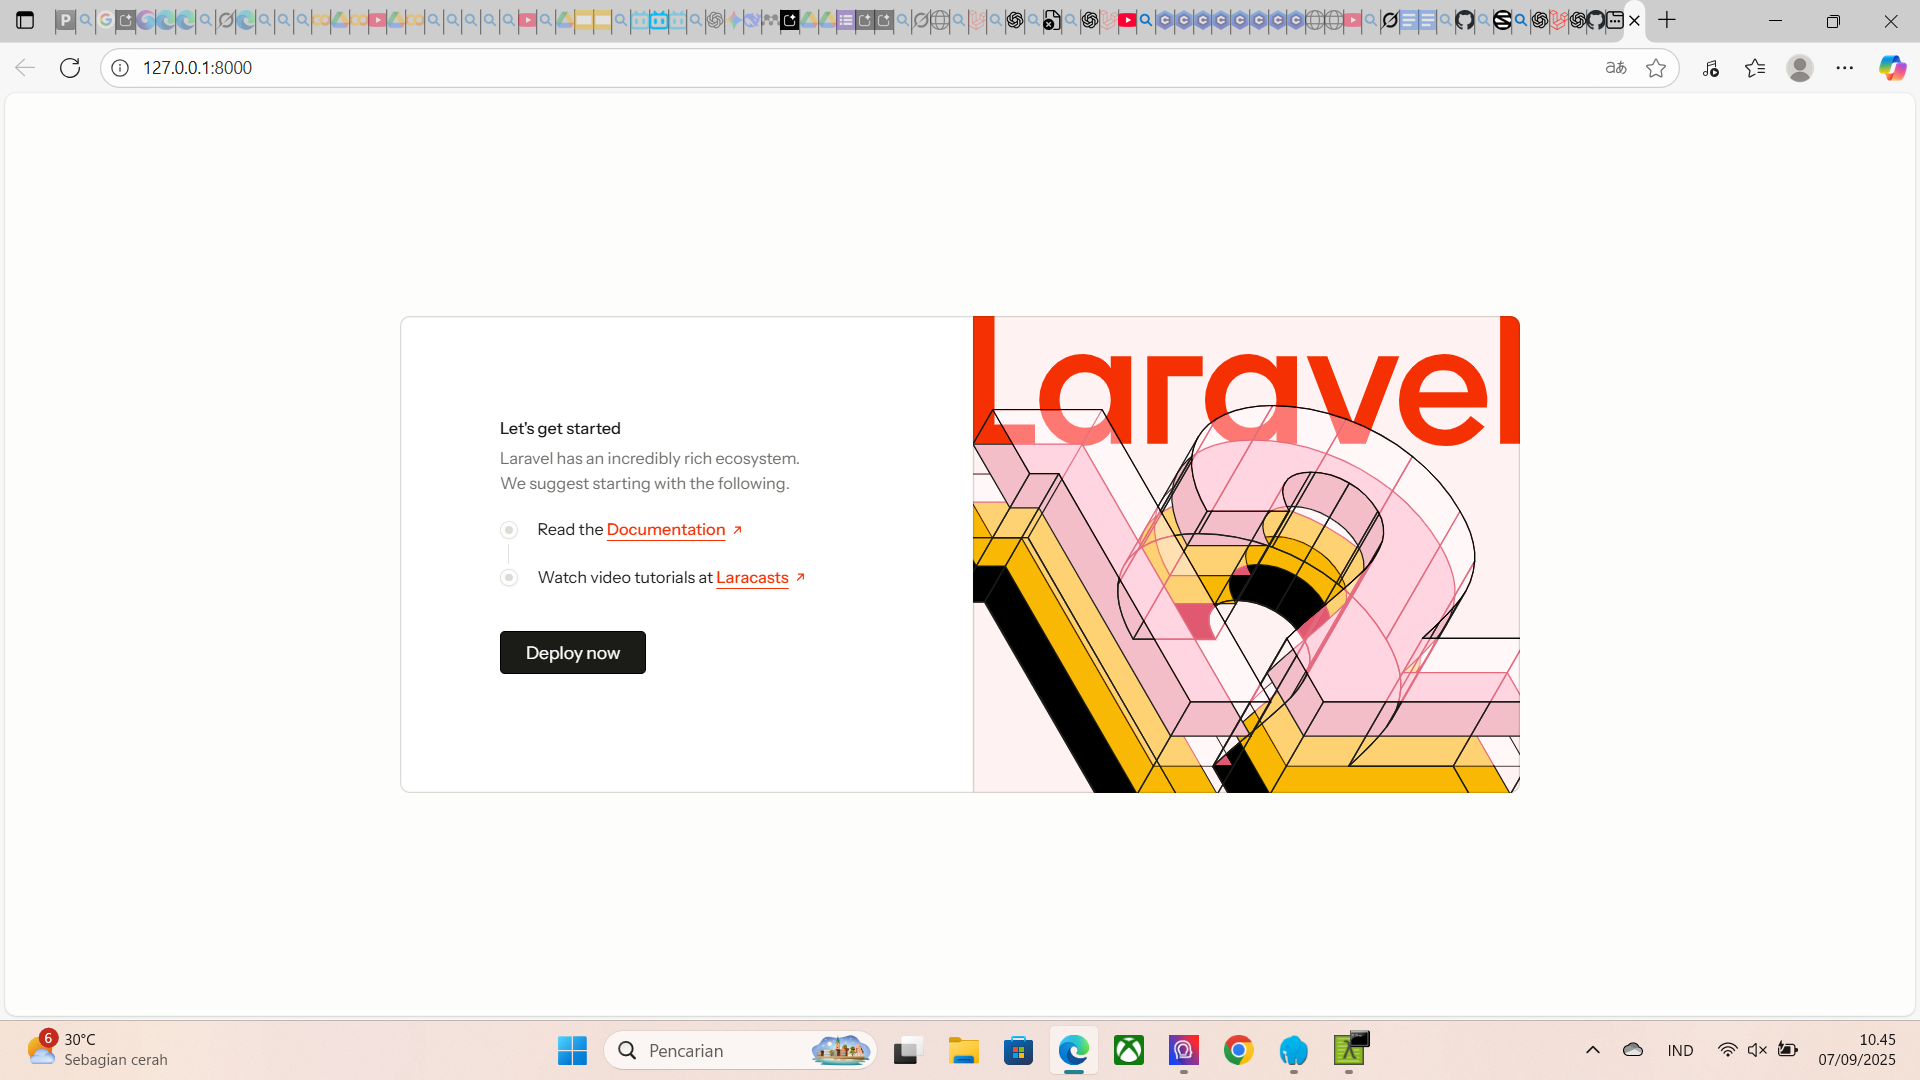 127.0.0.1:8000
Let's get started
Laravel has an incredibly rich ecosystem.
We suggest starting with the following.
Read the Documentation
Watch video tutorials at Laracasts
Deploy now
Laravel
6
30°C
Sebagian cerah
Pencarian
IND
10.45
07/09/2025